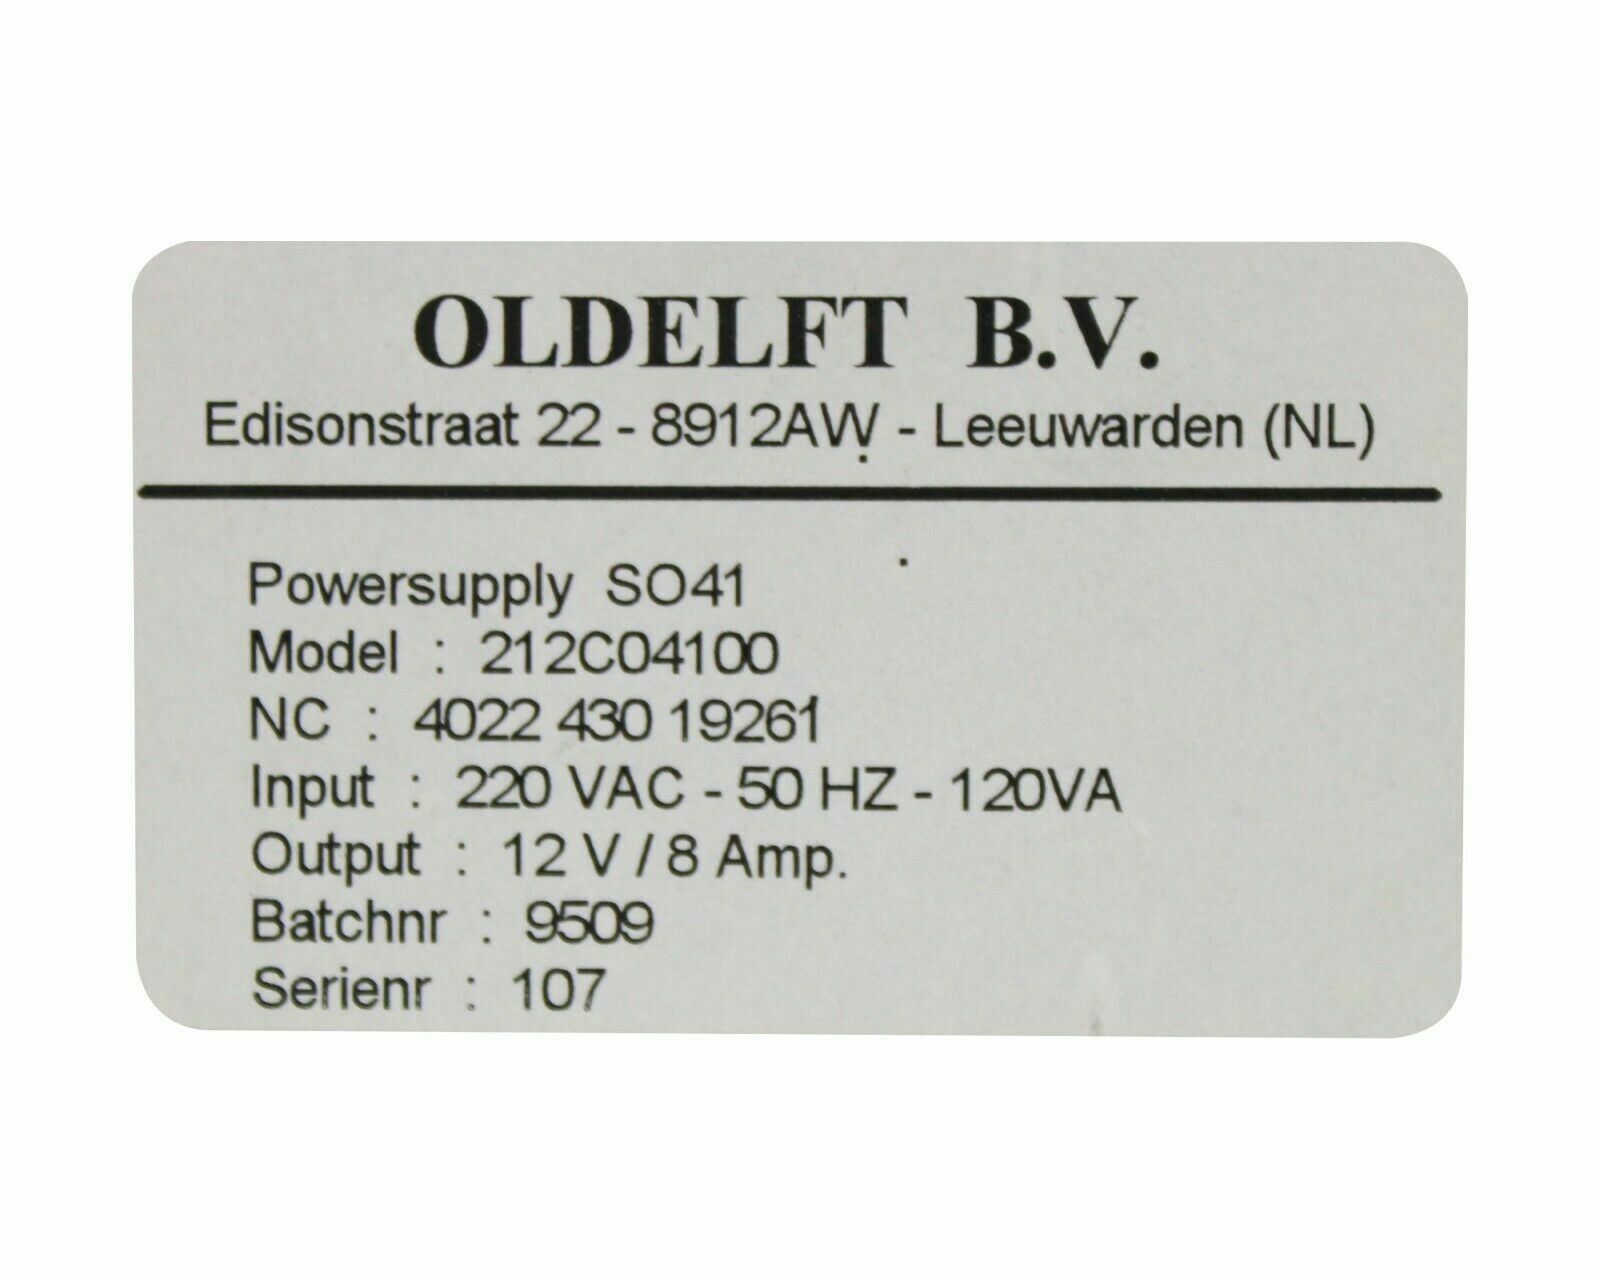 OLDELFT B.V.
Edisonstraat 22 - 8912AW - Leeuwarden (NL)
Powersupply SO41
Model : 212C04100
NC : 4022 430 19261
Input : 220 VAC - 50 HZ - 120VA
Output : 12 V / 8 Amp.
Batchnr : 9509
Serienr : 107